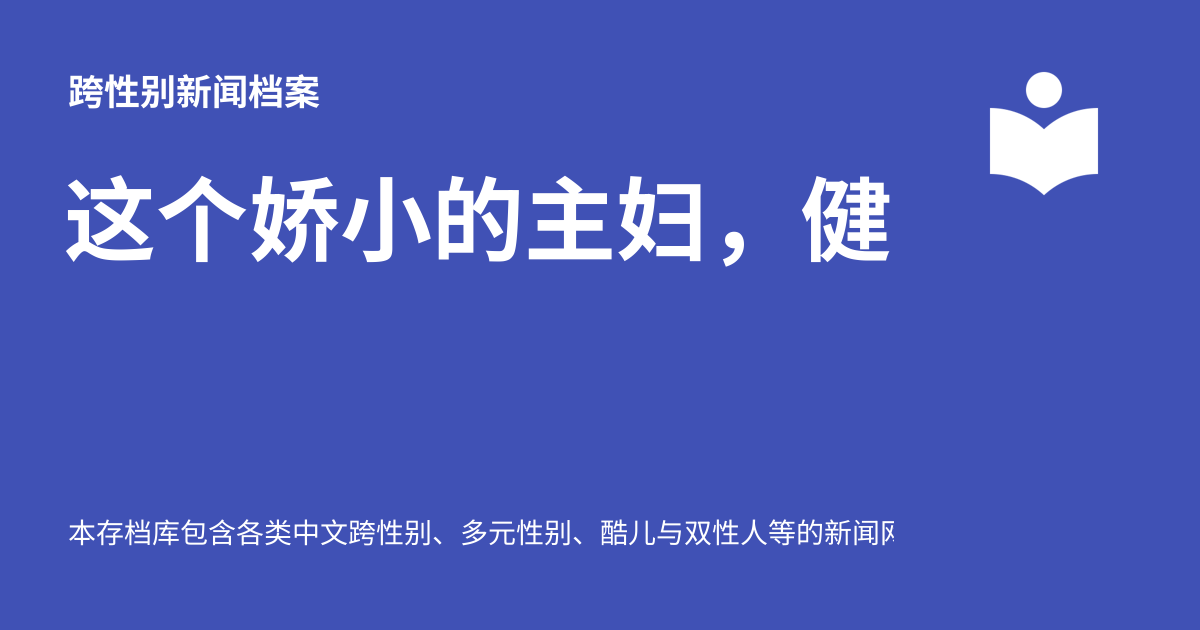 跨性别新闻档案
这个娇小的主妇，健
本存档库包含各类中文跨性别、多元性别、酷儿与双性人等的新闻